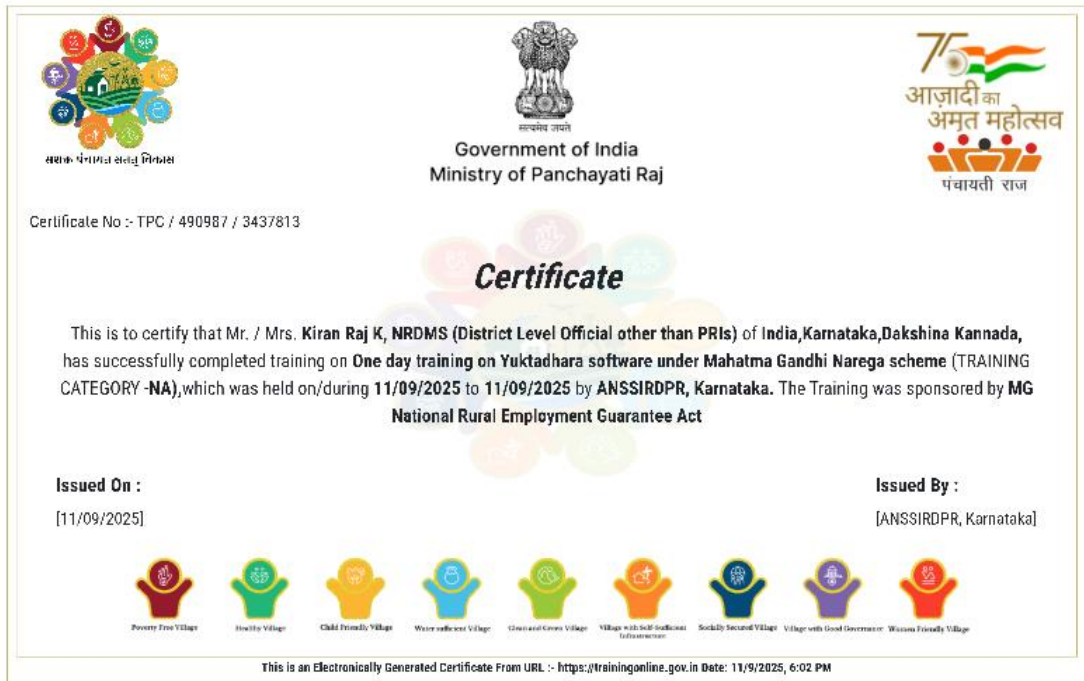 सशक्त पंचायत सतत् विकास
सत्यमेव जयते
Government of India
Ministry of Panchayati Raj
75
आज़ादी का
अमृत महोत्सव
पंचायती राज
Certificate No :- TPC / 490987 / 3437813
Certificate
This is to certify that Mr. / Mrs. Kiran Raj K, NRDMS (District Level Official other than PRIs) of India,Karnataka,Dakshina Kannada,
has successfully completed training on One day training on Yuktadhara software under Mahatma Gandhi Narega scheme (TRAINING
CATEGORY -NA),which was held on/during 11/09/2025 to 11/09/2025 by ANSSIRDPR, Karnataka. The Training was sponsored by MG
National Rural Employment Guarantee Act
Issued On :
[11/09/2025]
Issued By :
[ANSSIRDPR, Karnataka]
Poverty Free Village
Healthy Village
Child Friendly Village
Water sufficient Village
Clean and Green Village
Village with Self-Sufficient
Infrastructure
Socially Secured Village
Village with Good Governance
Women Friendly Village
This is an Electronically Generated Certificate From URL :- https://trainingonline.gov.in Date: 11/9/2025, 6:02 PM